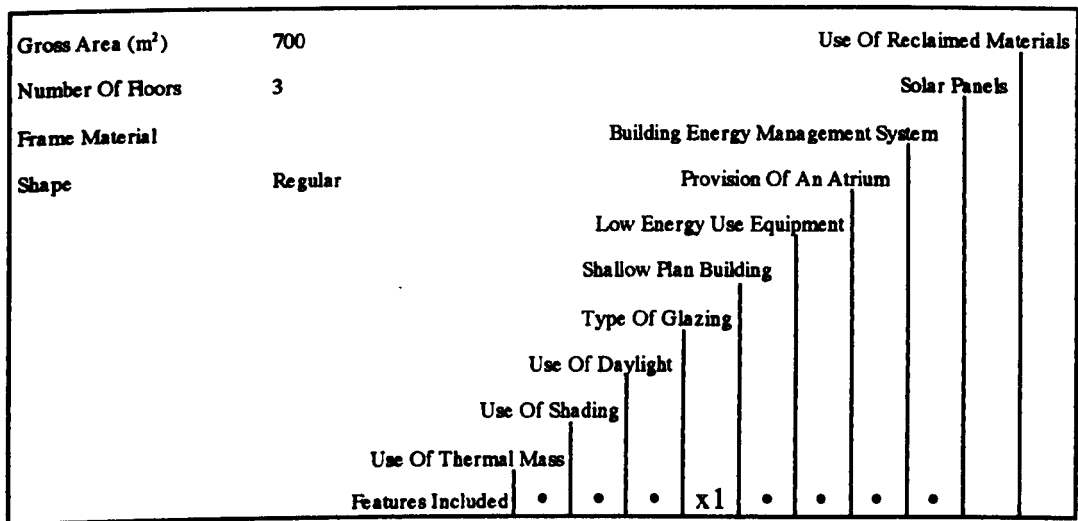 Gross Area (m²) 700 Use Of Reclaimed Materials
Number Of Floors 3 Solar Panels
Frame Material Building Energy Management System
Shape Regular Provision Of An Atrium
Low Energy Use Equipment
Shallow Plan Building
Type Of Glazing
Use Of Daylight
Use Of Shading
Use Of Thermal Mass
Features Included • • • x1 • • • •